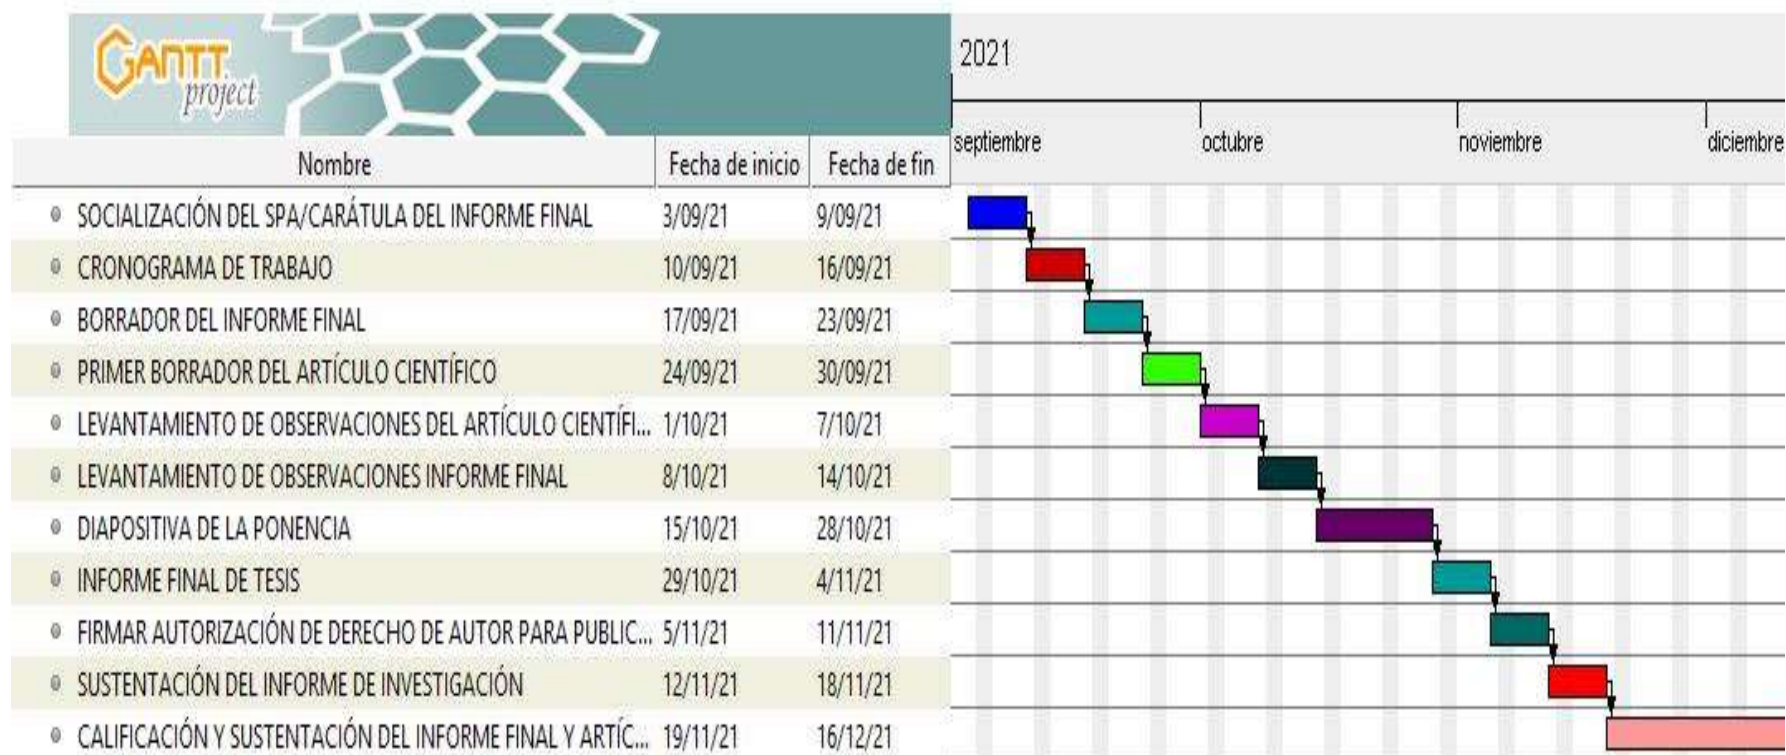 GANTT
project
2021
septiembre octubre noviembre diciembre
Nombre Fecha de inicio Fecha de fin
SOCIALIZACIÓN DEL SPA/CARÁTULA DEL INFORME FINAL 3/09/21 9/09/21
CRONOGRAMA DE TRABAJO 10/09/21 16/09/21
BORRADOR DEL INFORME FINAL 17/09/21 23/09/21
PRIMER BORRADOR DEL ARTÍCULO CIENTÍFICO 24/09/21 30/09/21
LEVANTAMIENTO DE OBSERVACIONES DEL ARTÍCULO CIENTÍFI... 1/10/21 7/10/21
LEVANTAMIENTO DE OBSERVACIONES INFORME FINAL 8/10/21 14/10/21
DIAPOSITIVA DE LA PONENCIA 15/10/21 28/10/21
INFORME FINAL DE TESIS 29/10/21 4/11/21
FIRMAR AUTORIZACIÓN DE DERECHO DE AUTOR PARA PUBLIC... 5/11/21 11/11/21
SUSTENTACIÓN DEL INFORME DE INVESTIGACIÓN 12/11/21 18/11/21
CALIFICACIÓN Y SUSTENTACIÓN DEL INFORME FINAL Y ARTÍC... 19/11/21 16/12/21